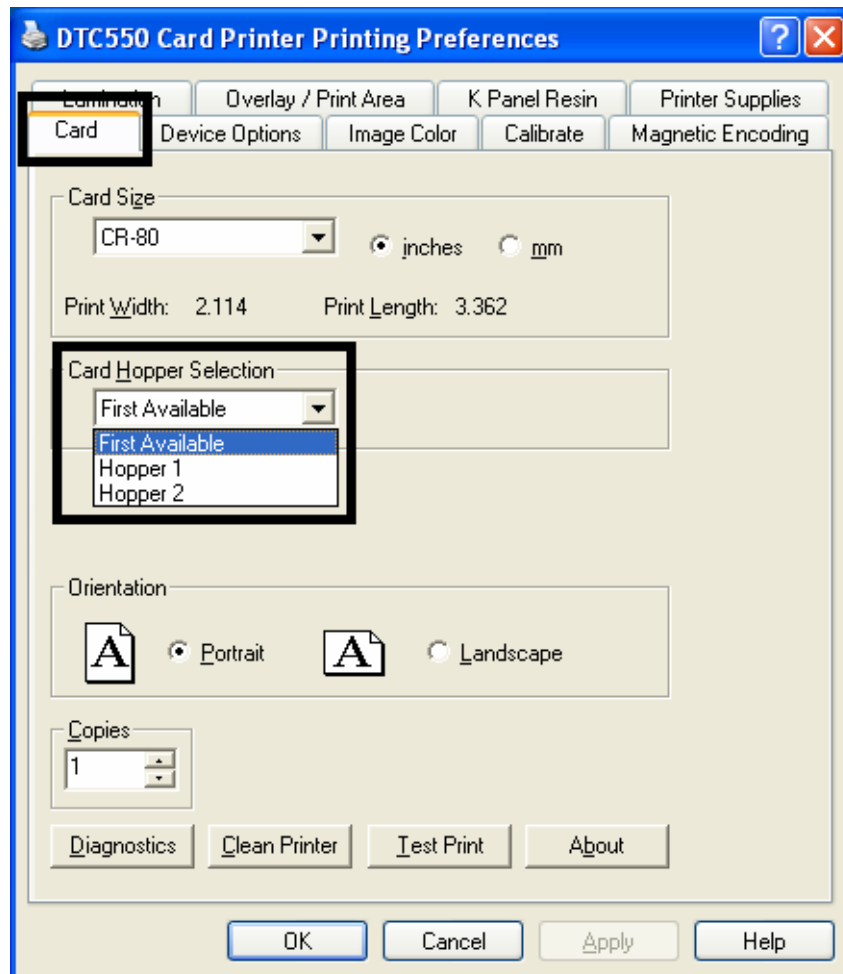 DTC550 Card Printer Printing Preferences
Lamination Overlay / Print Area K Panel Resin Printer Supplies
Card Device Options Image Color Calibrate Magnetic Encoding
Card Size
CR-80 inches mm
Print Width: 2.114 Print Length: 3.362
Card Hopper Selection
First Available
First Available
Hopper 1
Hopper 2
Orientation
A Portrait A Landscape
Copies
1
Diagnostics Clean Printer Test Print About
OK Cancel Apply Help